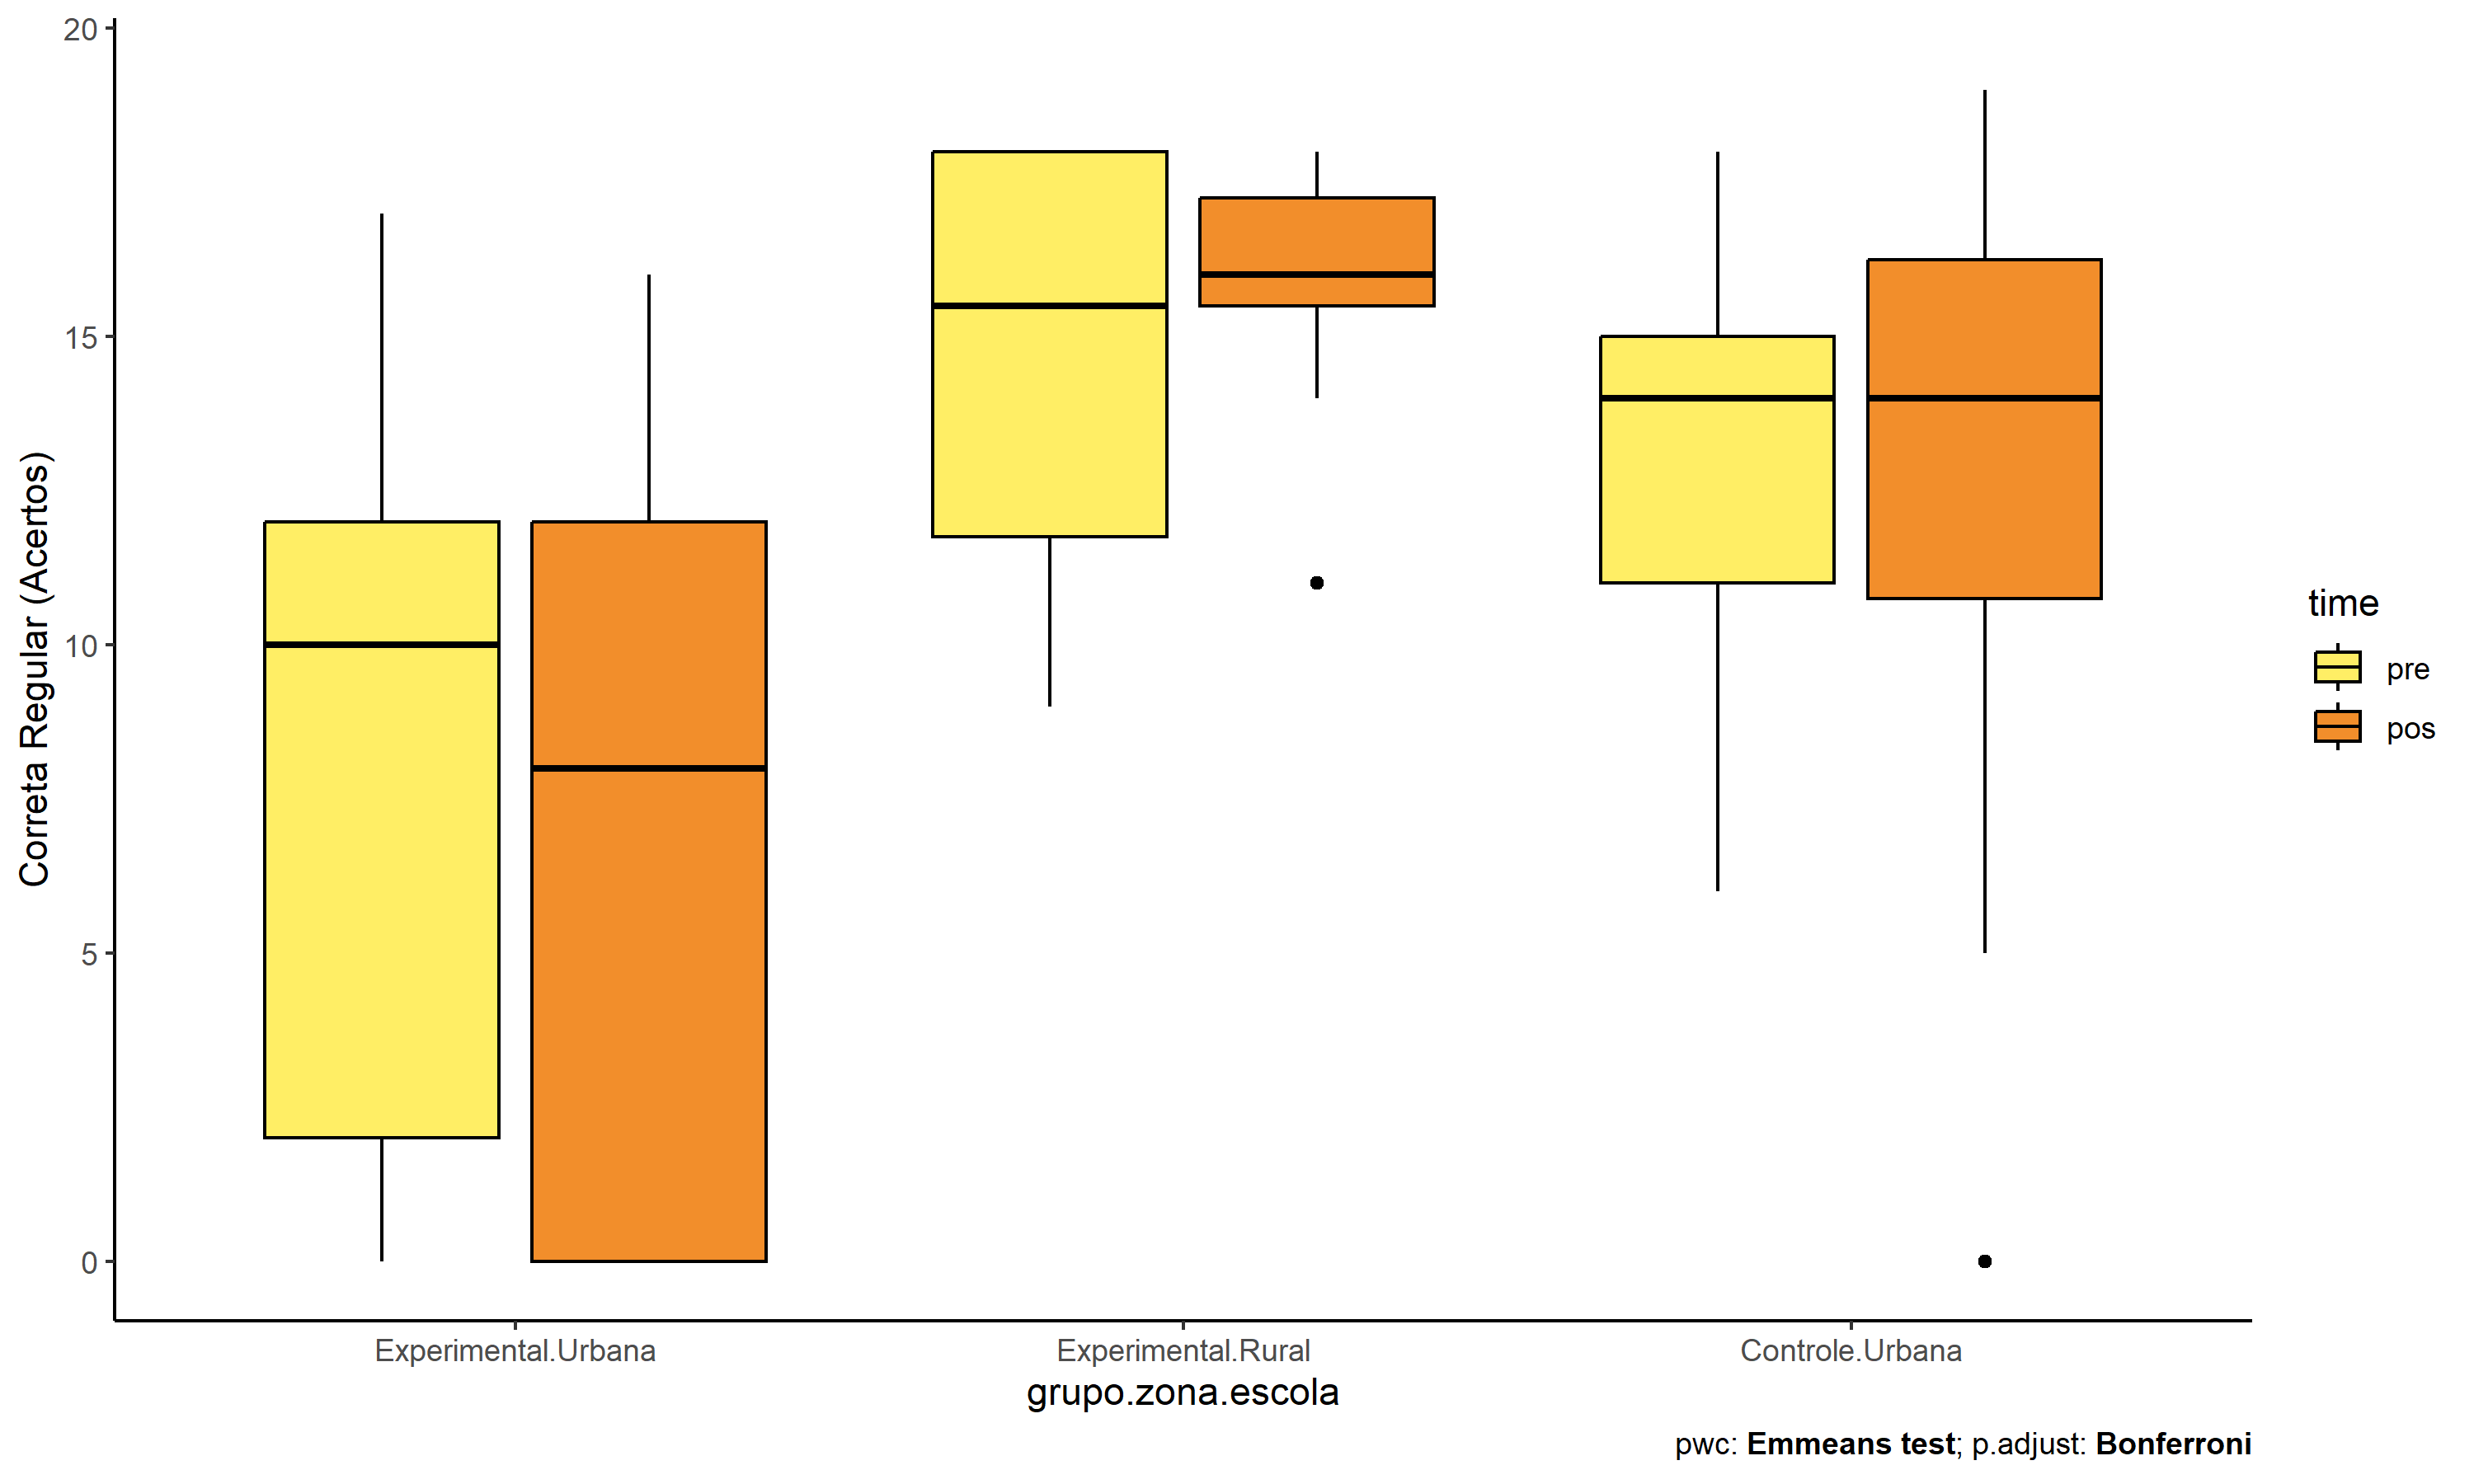 Correta Regular (Acertos)
20
15
10
5
0
Experimental.Urbana
Experimental.Rural
Controle.Urbana
grupo.zona.escola
time
pre
pos
pwc: Emmeans test; p.adjust: Bonferroni